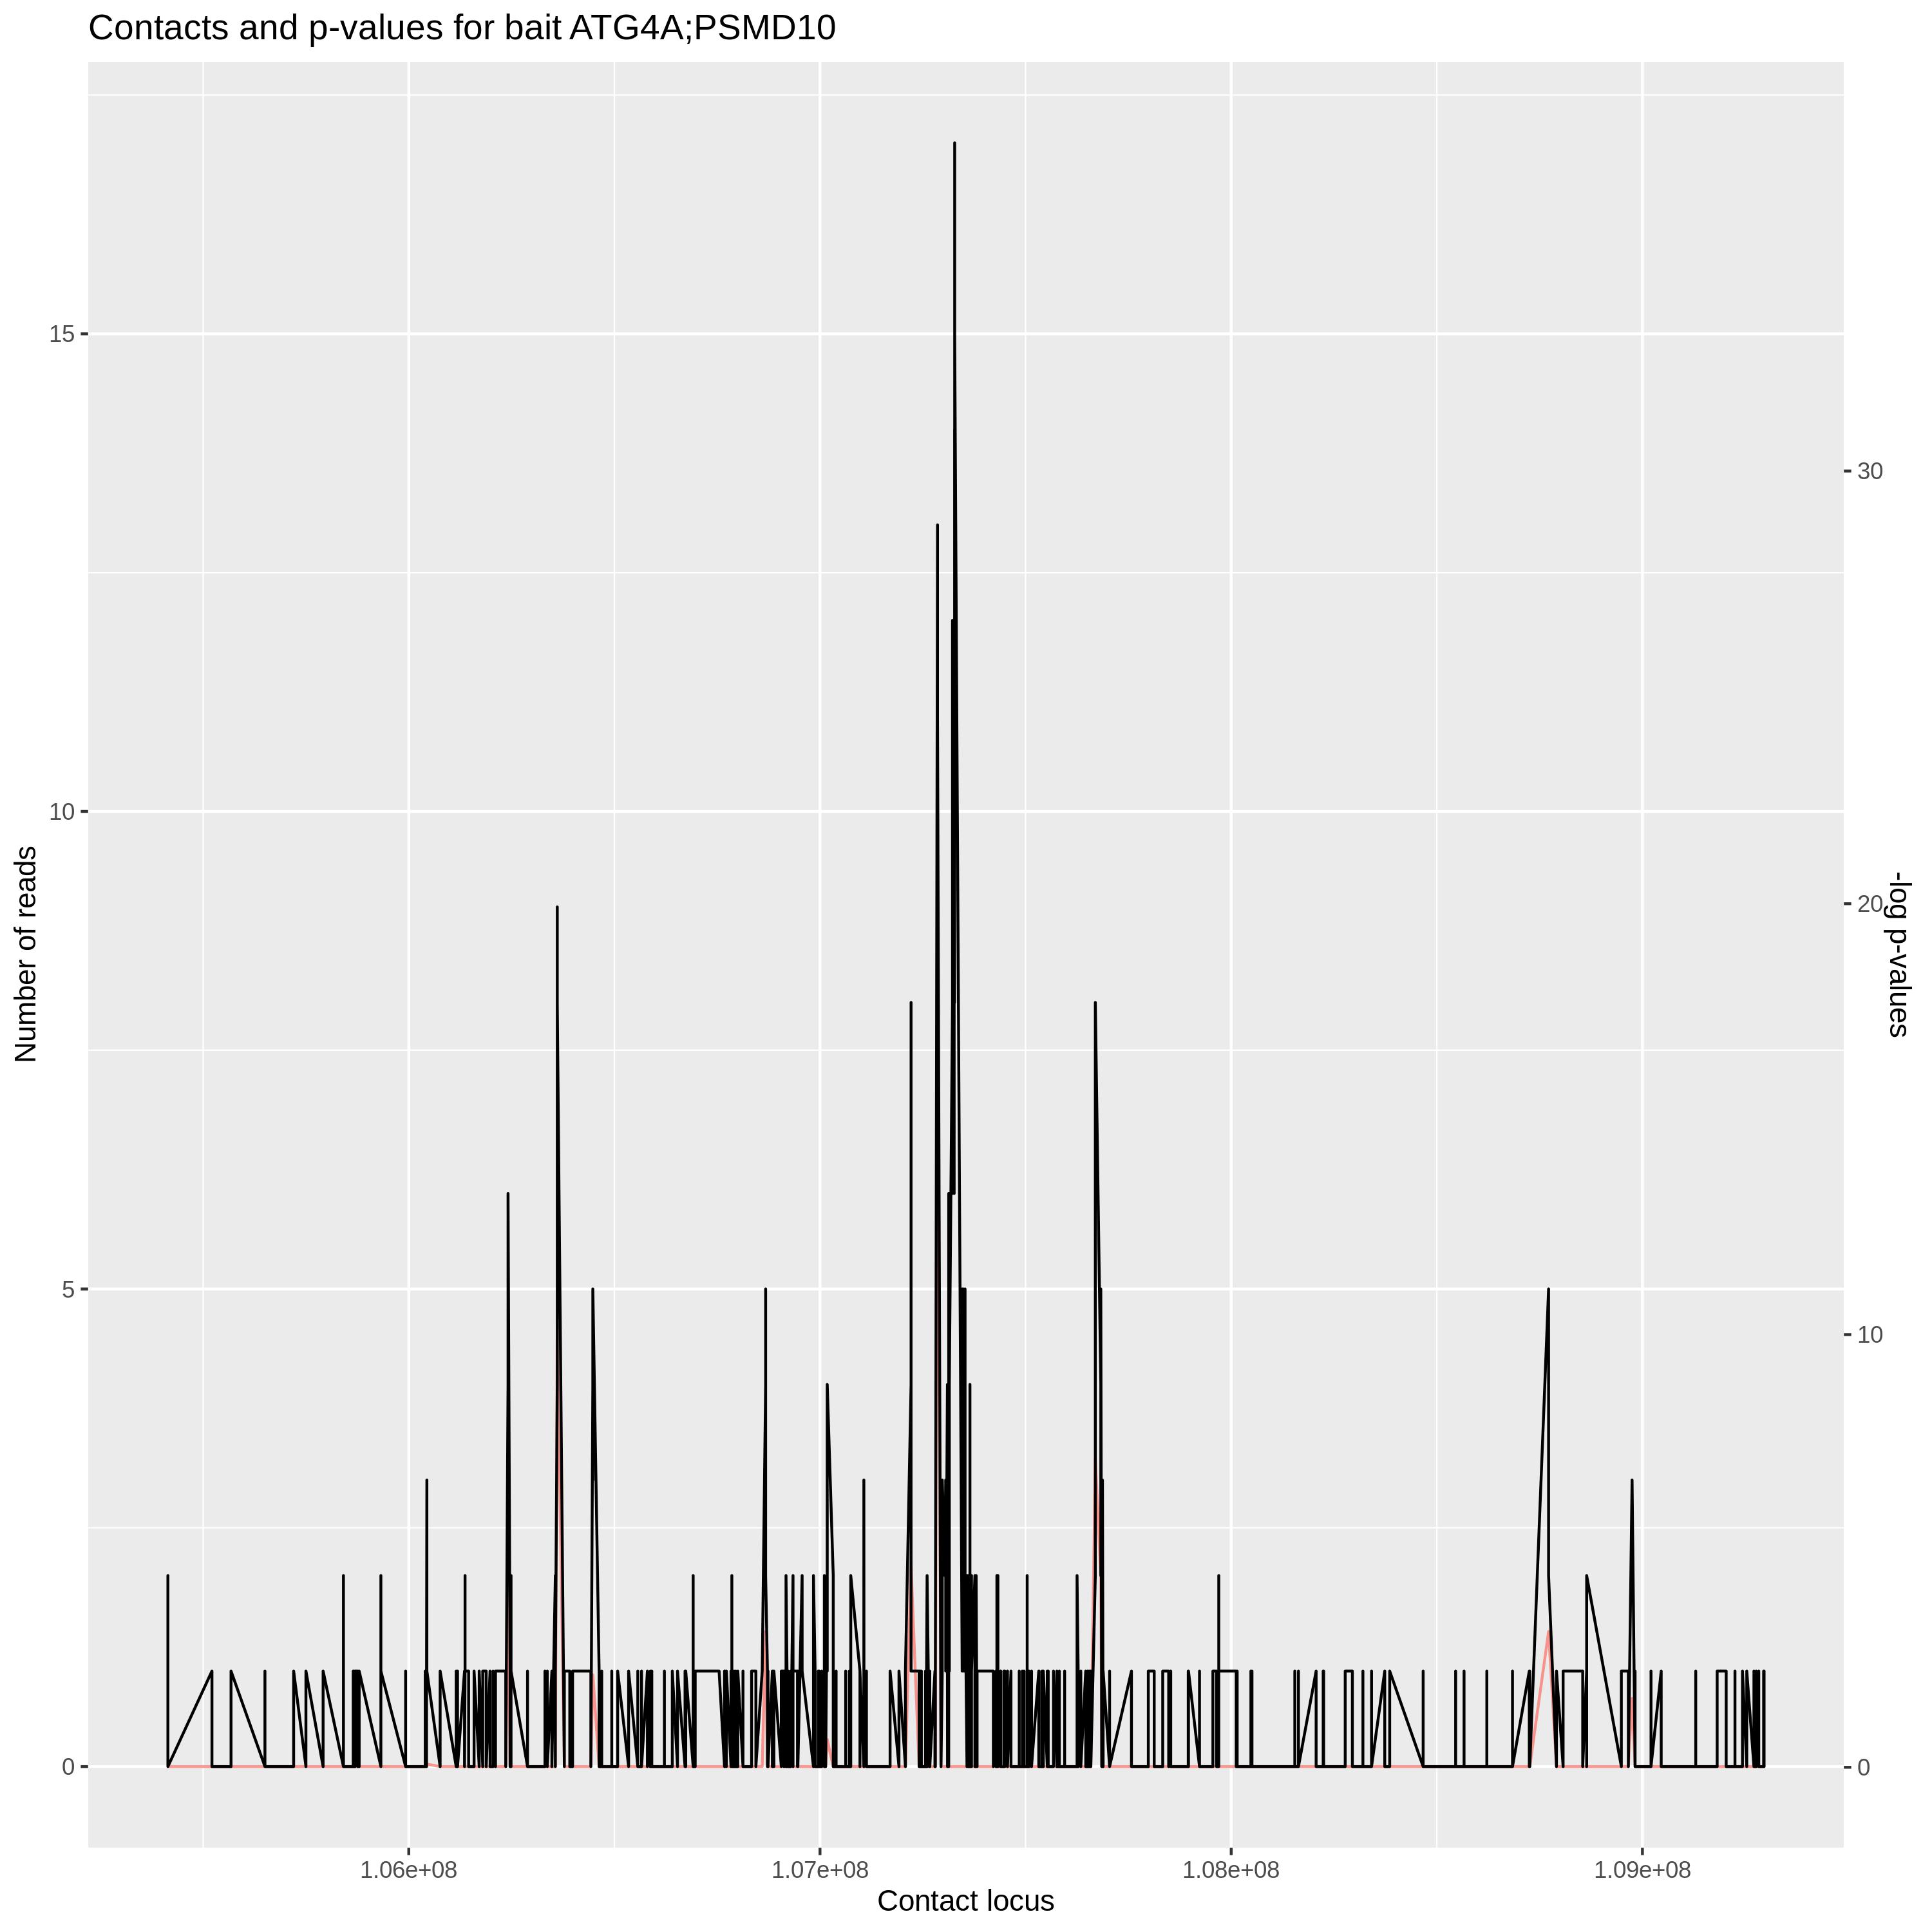 Contacts and p-values for bait ATG4A;PSMD10
15
10
5
0
Number of reads
30
20
10
0
-log p-values
1.06e+08
1.07e+08
1.08e+08
1.09e+08
Contact locus